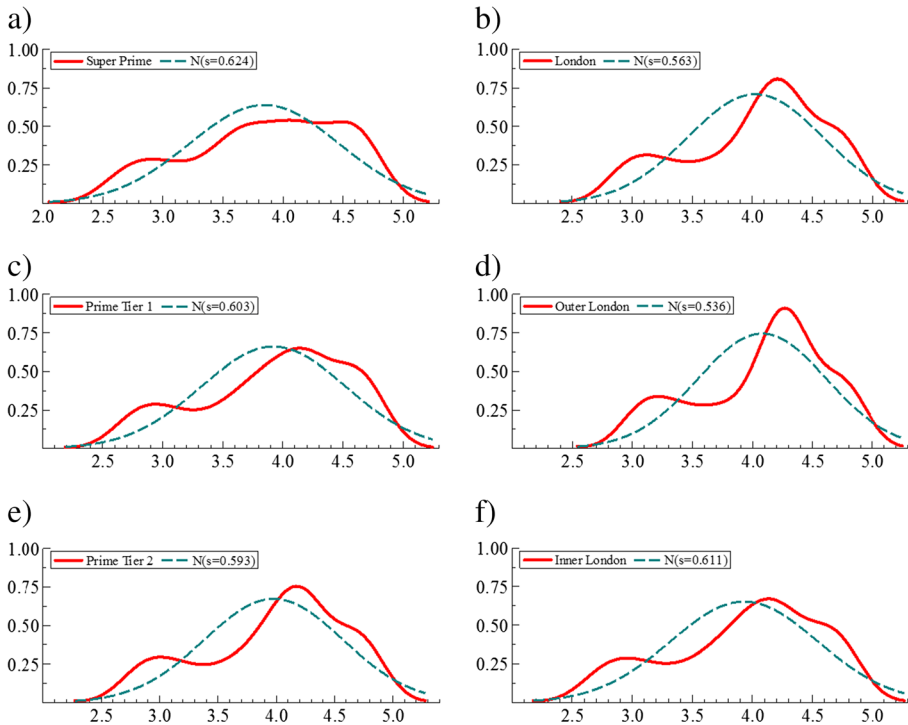 a)
1.00
Super Prime
N(s=0.624)
0.75
0.50
0.25
2.0 2.5 3.0 3.5 4.0 4.5 5.0
b)
1.00
London
N(s=0.563)
0.75
0.50
0.25
2.5 3.0 3.5 4.0 4.5 5.0
c)
1.00
Prime Tier 1
N(s=0.603)
0.75
0.50
0.25
2.5 3.0 3.5 4.0 4.5 5.0
d)
1.00
Outer London
N(s=0.536)
0.75
0.50
0.25
2.5 3.0 3.5 4.0 4.5 5.0
e)
1.00
Prime Tier 2
N(s=0.593)
0.75
0.50
0.25
2.5 3.0 3.5 4.0 4.5 5.0
f)
1.00
Inner London
N(s=0.611)
0.75
0.50
0.25
2.5 3.0 3.5 4.0 4.5 5.0